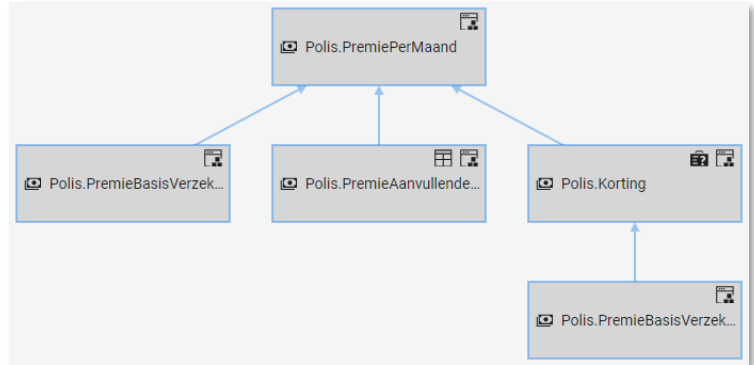 Polis.PremiePerMaand
Polis.PremieBasisVerzek...
Polis.PremieAanvullende...
Polis.Korting
Polis.PremieBasisVerzek...